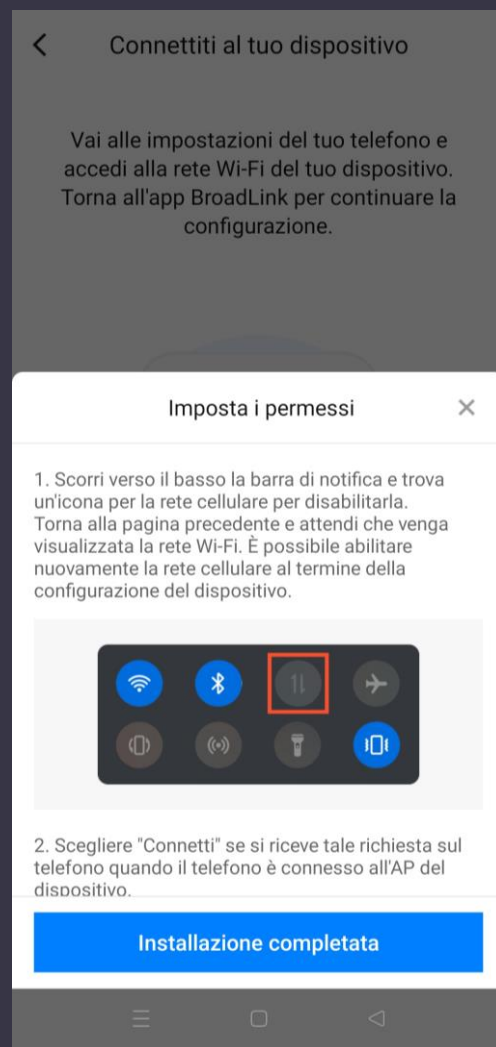 Connettiti al tuo dispositivo
Vai alle impostazioni del tuo telefono e
accedi alla rete Wi-Fi del tuo dispositivo.
Torna all'app BroadLink per continuare la
configurazione.
Imposta i permessi
1. Scorri verso il basso la barra di notifica e trova
un'icona per la rete cellulare per disabilitarla.
Torna alla pagina precedente e attendi che venga
visualizzata la rete Wi-Fi. È possibile abilitare
nuovamente la rete cellulare al termine della
configurazione del dispositivo.
2. Scegliere "Connetti" se si riceve tale richiesta sul
telefono quando il telefono è connesso all'AP del
dispositivo.
Installazione completata